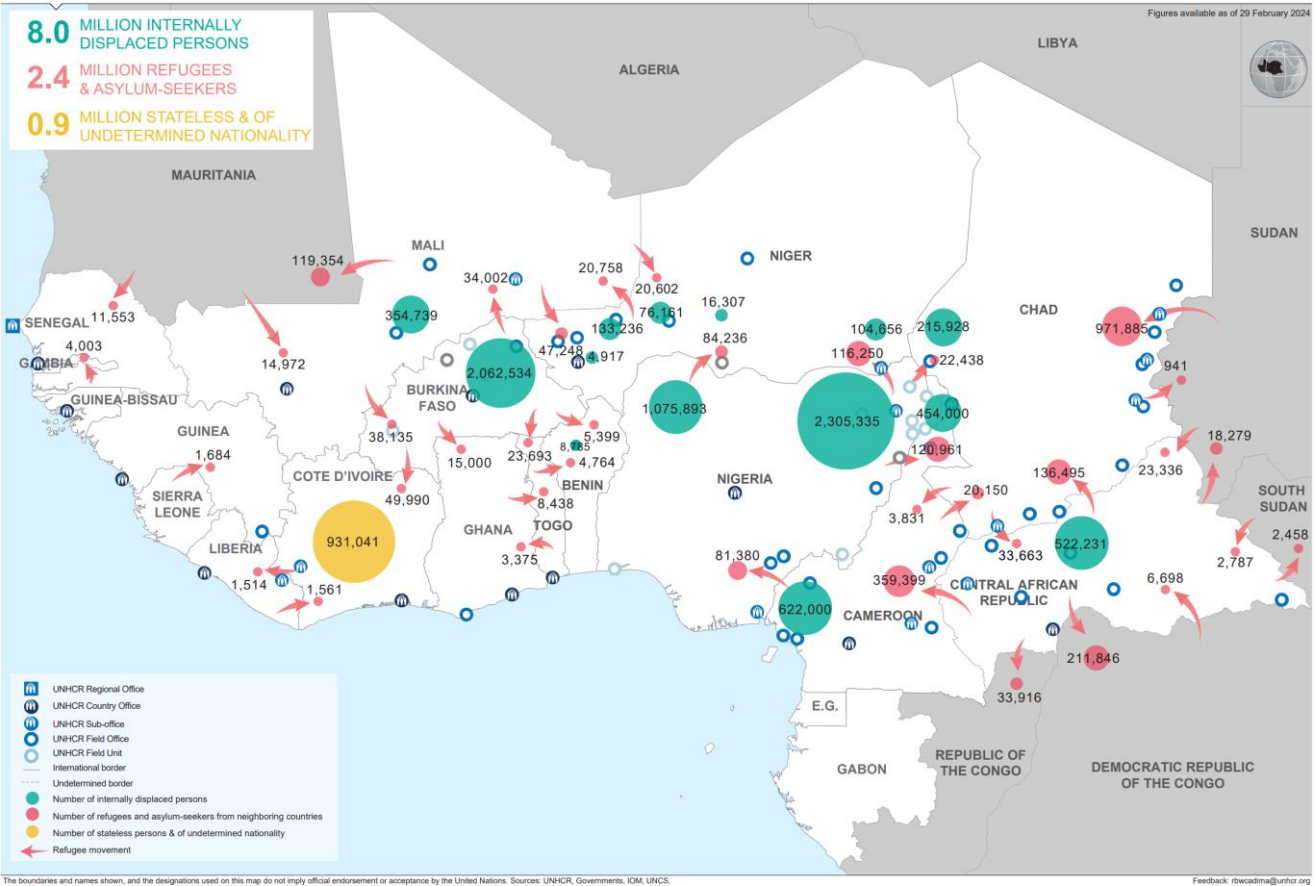 Figures available as of 29 February 2024
8.0 MILLION INTERNALLY
DISPLACED PERSONS
2.4 MILLION REFUGEES
& ASYLUM-SEEKERS
0.9 MILLION STATELESS & OF
UNDETERMINED NATIONALITY
LIBYA
ALGERIA
MAURITANIA
SUDAN
MALI
NIGER
119,354
34,002
20,758
20,602
16,307
CHAD
11,553
SENEGAL
354,739
76,161
133,236
104,656
215,928
971,885
4,003
GAMBIA
14,972
47,248
4,917
84,236
116,250
22,438
941
2,062,534
BURKINA
FASO
GUINEA-BISSAU
1,075,893
2,305,335
454,000
GUINEA
38,135
5,399
1,684
15,000
23,693
8,785
4,764
120,961
18,279
23,336
136,495
COTE D'IVOIRE
BENIN
NIGERIA
SIERRA
LEONE
49,990
8,438
20,150
3,831
SOUTH
SUDAN
GHANA
TOGO
931,041
LIBERIA
3,375
33,663
522,231
2,458
2,787
81,380
1,514
359,399
CENTRAL AFRICAN
REPUBLIC
6,698
1,561
622,000
CAMEROON
211,846
33,916
E.G.
GABON
REPUBLIC OF
THE CONGO
DEMOCRATIC REPUBLIC
OF THE CONGO
UNHCR Regional Office
UNHCR Country Office
UNHCR Sub-office
UNHCR Field Office
UNHCR Field Unit
International border
Undetermined border
Number of internally displaced persons
Number of refugees and asylum-seekers from neighboring countries
Number of stateless persons & of undetermined nationality
Refugee movement
The boundaries and names shown, and the designations used on this map do not imply official endorsement or acceptance by the United Nations. Sources: UNHCR, Governments, IOM, UNCS.
Feedback: rbwcadima@unhcr.org